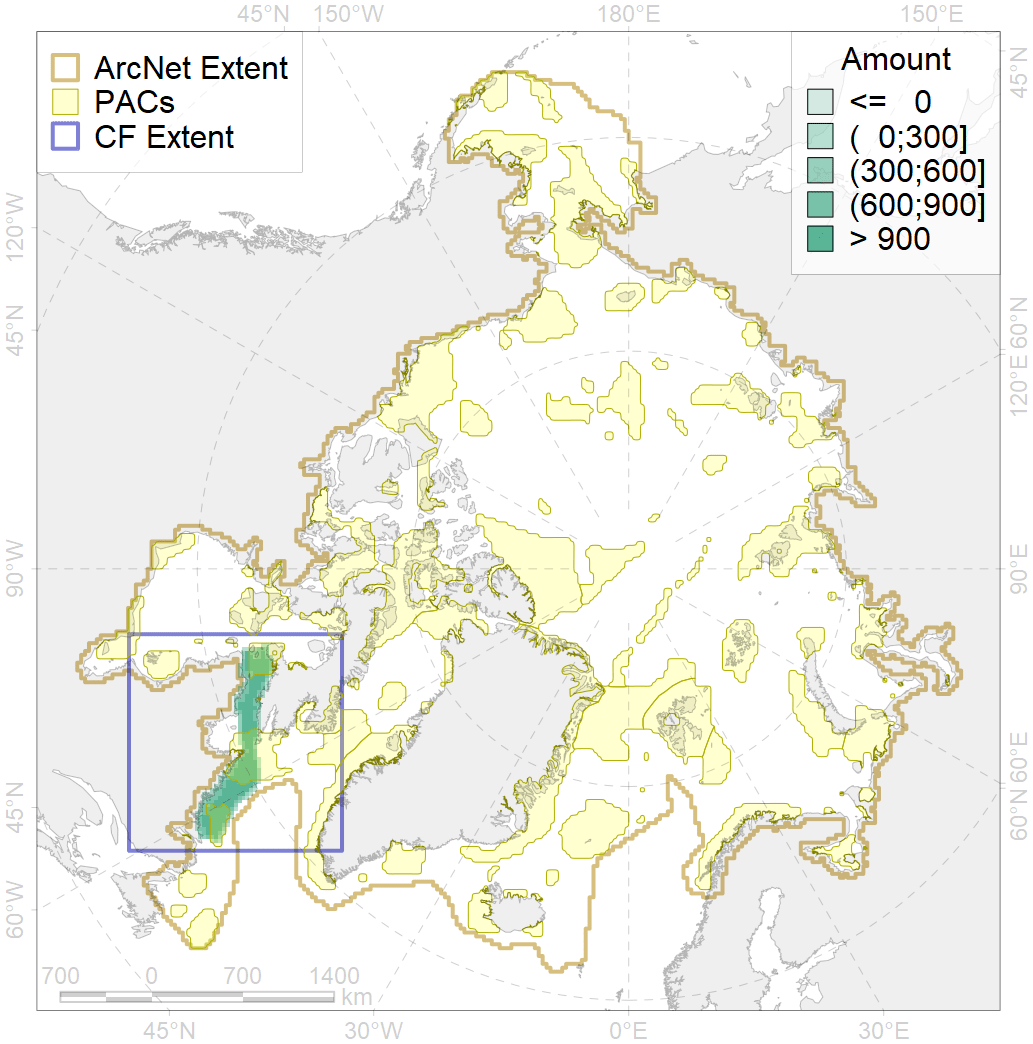 45°N 150°W 180°E 150°E
ArcNet Extent
PACs
CF Extent
Amount
<= 0
( 0;300]
(300;600]
(600;900]
> 900
45°N
120°W
45°N
60°N
120°E
90°W
90°E
45°N
60°E
60°N
60°W
700 0 700 1400
km
45°N 30°W 0°E 30°E